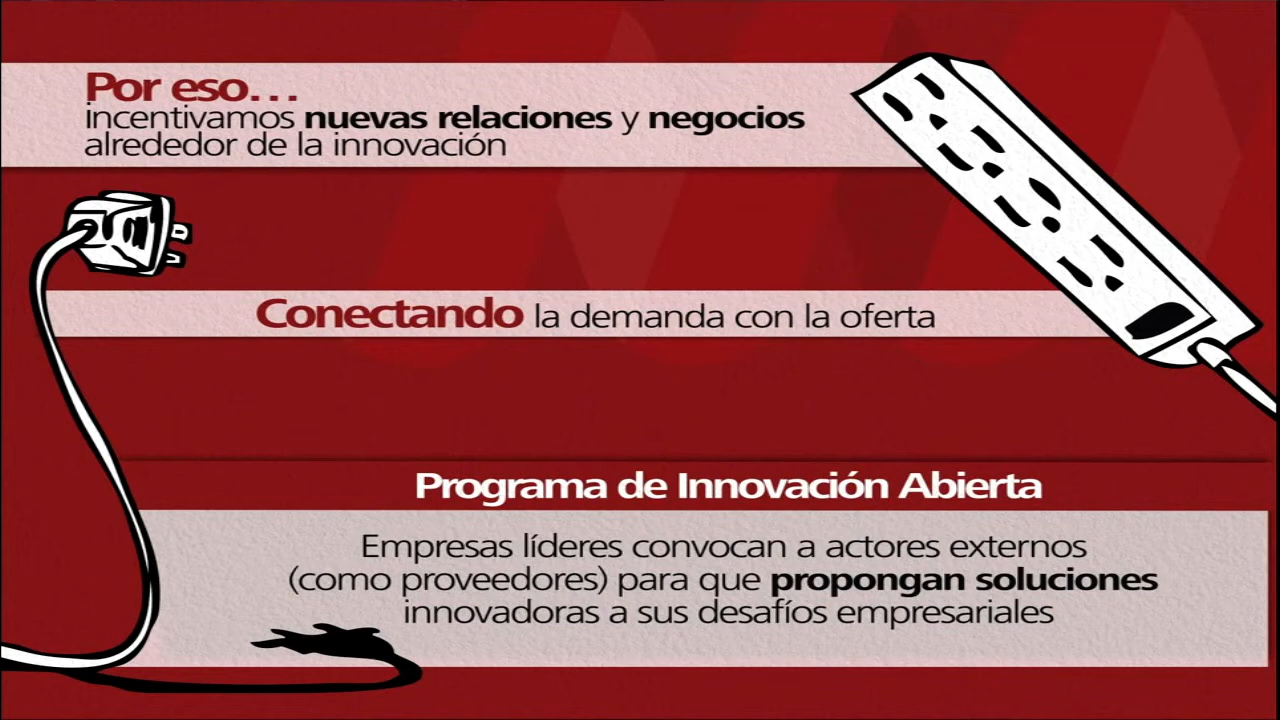 Por eso...
incentivamos nuevas relaciones y negocios
alrededor de la innovación
Conectando la demanda con la oferta
Programa de Innovación Abierta
Empresas líderes convocan a actores externos
(como proveedores) para que propongan soluciones
innovadoras a sus desafíos empresariales